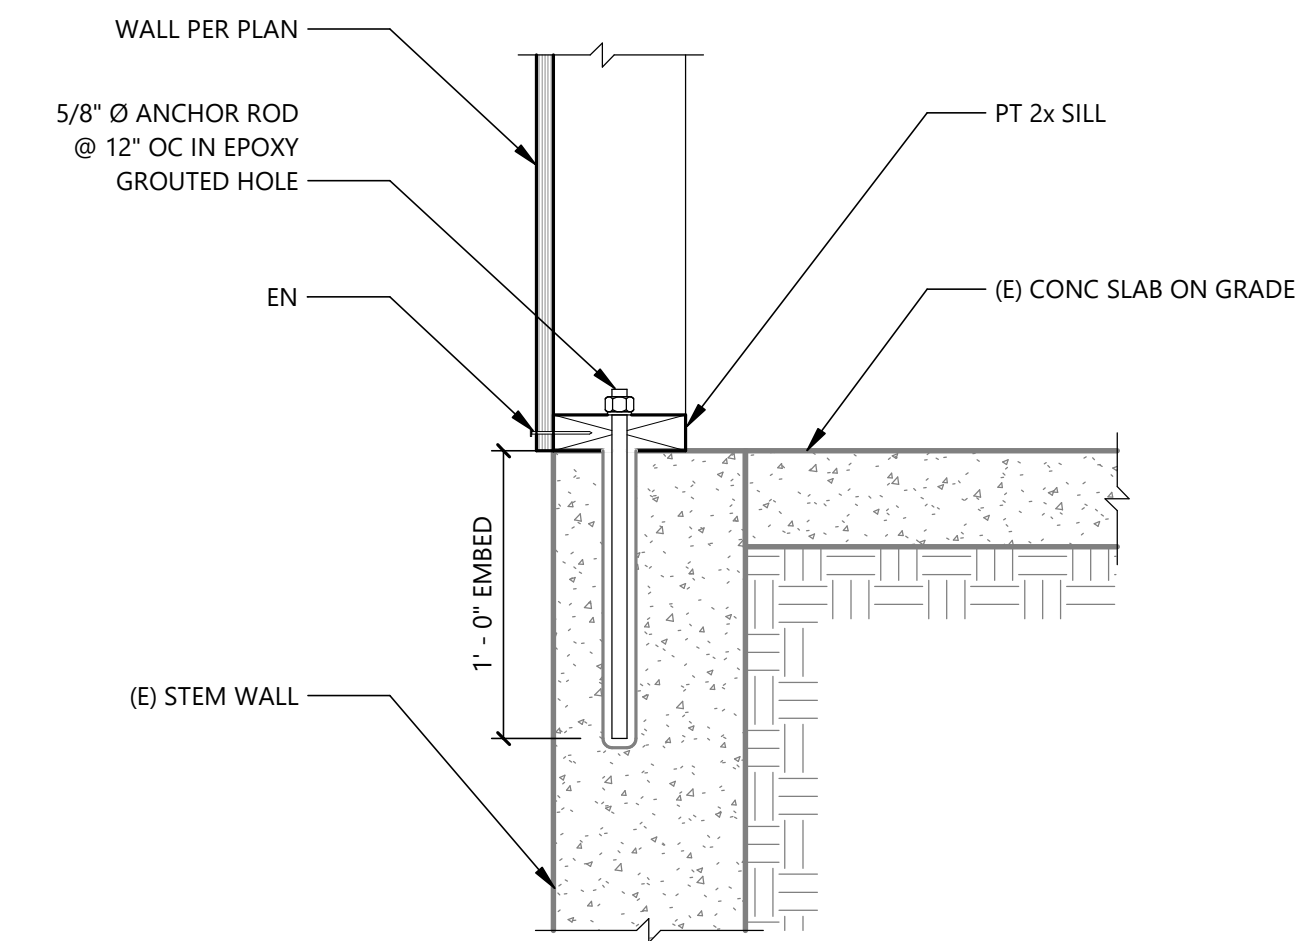 WALL PER PLAN
5/8" Ø ANCHOR ROD
@ 12" OC IN EPOXY
GROUTED HOLE
EN
1' - 0" EMBED
(E) STEM WALL
PT 2x SILL
(E) CONC SLAB ON GRADE